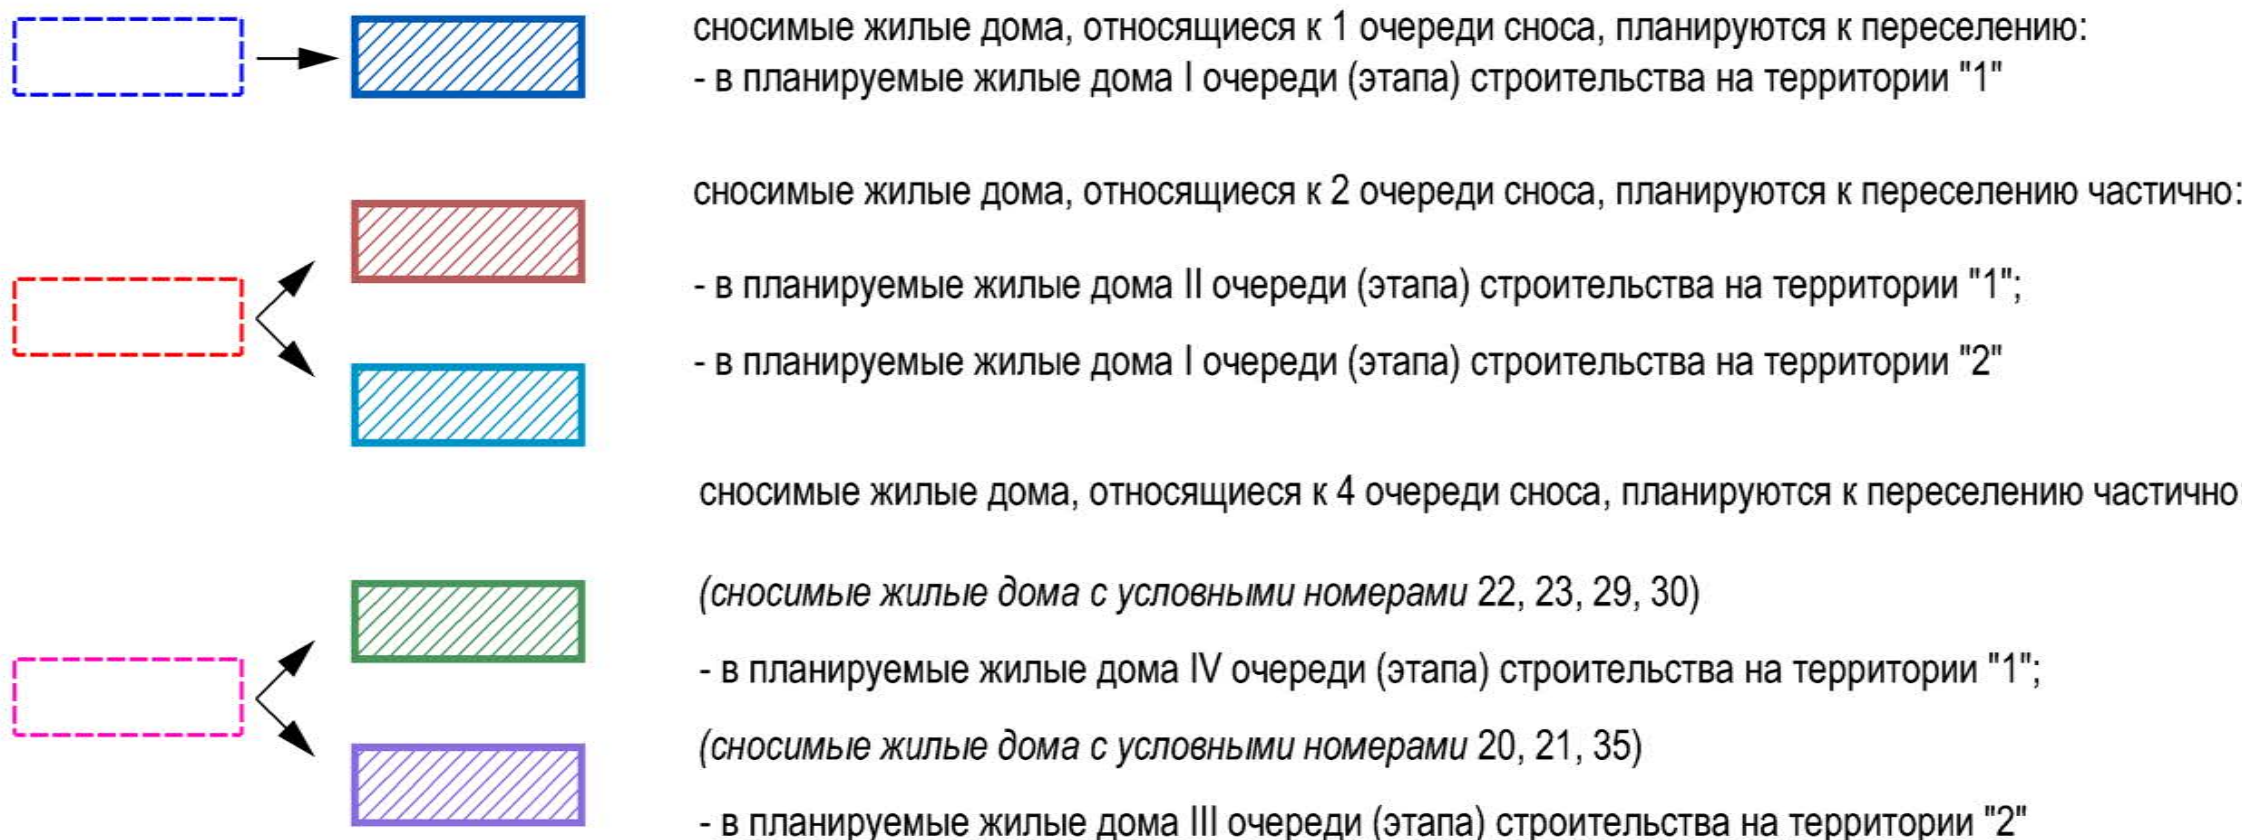 сносимые жилые дома, относящиеся к 1 очереди сноса, планируются к переселению:
- в планируемые жилые дома I очереди (этапа) строительства на территории "1"
сносимые жилые дома, относящиеся к 2 очереди сноса, планируются к переселению частично:
- в планируемые жилые дома II очереди (этапа) строительства на территории "1";
- в планируемые жилые дома I очереди (этапа) строительства на территории "2"
сносимые жилые дома, относящиеся к 4 очереди сноса, планируются к переселению частично:
(сносимые жилые дома с условными номерами 22, 23, 29, 30)
- в планируемые жилые дома IV очереди (этапа) строительства на территории "1";
(сносимые жилые дома с условными номерами 20, 21, 35)
- в планируемые жилые дома III очереди (этапа) строительства на территории "2"